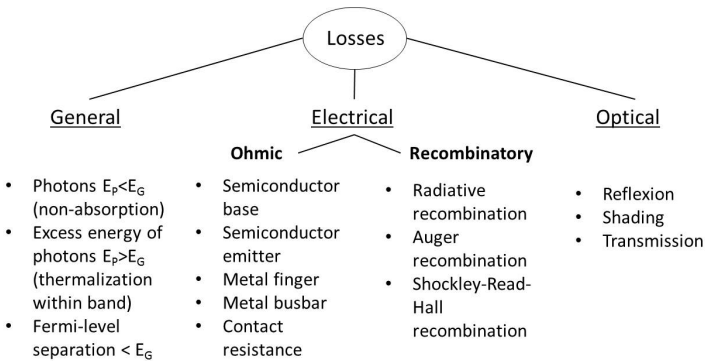 Losses
General
Electrical
Optical
Ohmic
Recombinatory
• Photons EP<EG
(non-absorption)
• Excess energy of
photons EP>EG
(thermalization
within band)
• Fermi-level
separation < EG
• Semiconductor
base
• Semiconductor
emitter
• Metal finger
• Metal busbar
• Contact
resistance
• Radiative
recombination
• Auger
recombination
• Shockley-Read-
Hall
recombination
• Reflexion
• Shading
• Transmission